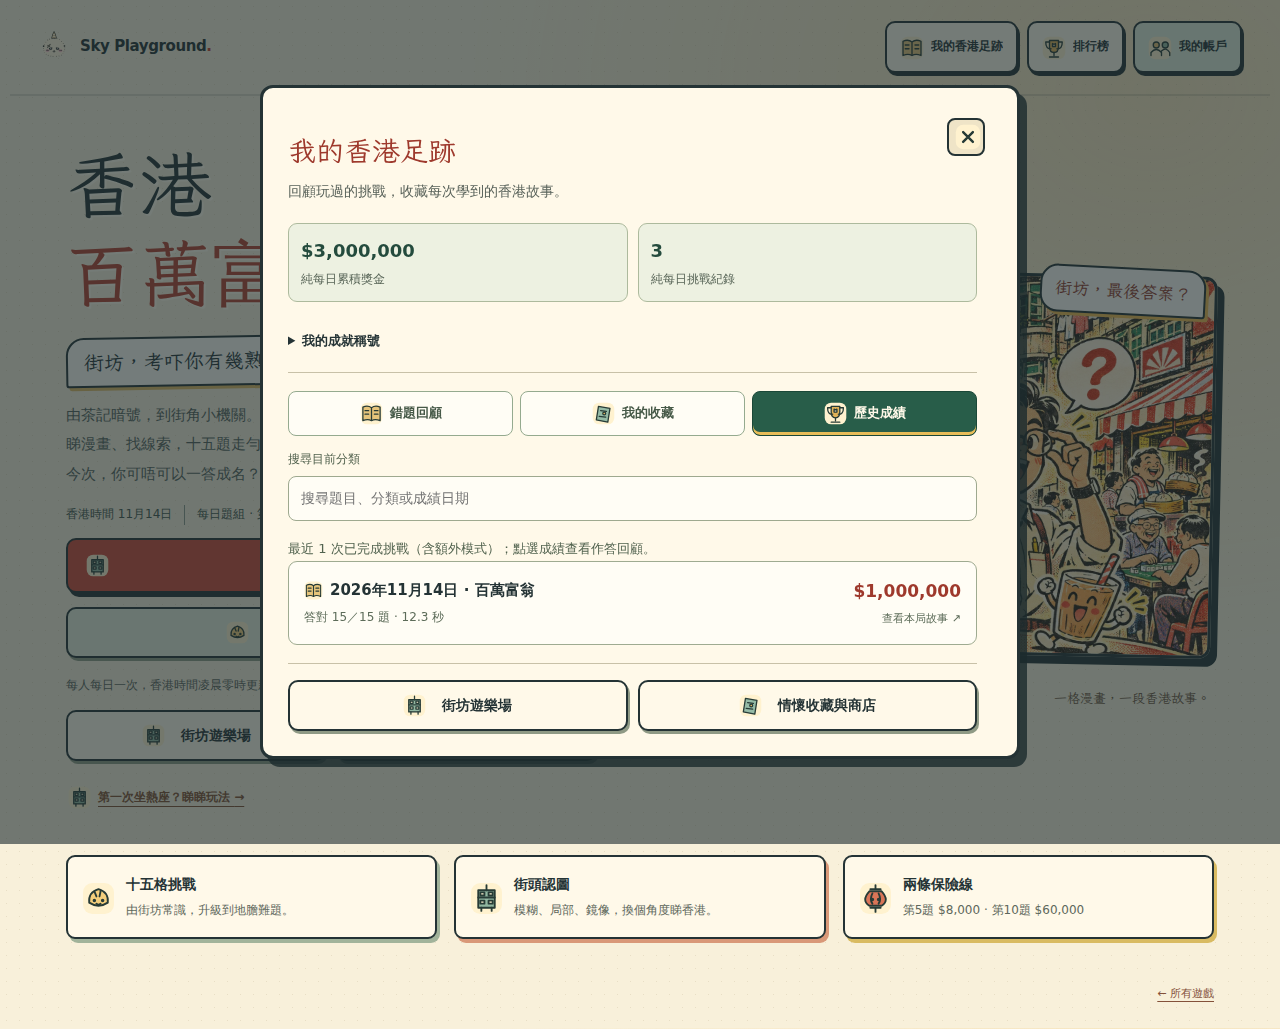 Sky Playground.
我的香港足跡
排行榜
我的帳戶
香港
百萬富
街坊，考吓你有幾熟
由茶記暗號，到街角小機關。
睇漫畫、找線索，十五題走勻
今次，你可唔可以一答成名？
香港時間 11月14日
每日題組 ·
每人每日一次，香港時間凌晨零時更
街坊遊樂場
第一次坐熱座？睇睇玩法 →
街坊，最後答案？
?
一格漫畫，一段香港故事。
我的香港足跡
回顧玩過的挑戰，收藏每次學到的香港故事。
$3,000,000
純每日累積獎金
3
純每日挑戰紀錄
▶ 我的成就稱號
錯題回顧
我的收藏
歷史成績
搜尋目前分類
搜尋題目、分類或成績日期
最近 1 次已完成挑戰（含額外模式）；點選成績查看作答回顧。
2026年11月14日 · 百萬富翁
$1,000,000
答對 15／15 題 · 12.3 秒
查看本局故事 ↗
街坊遊樂場
情懷收藏與商店
十五格挑戰
由街坊常識，升級到地膽難題。
街頭認圖
模糊、局部、鏡像，換個角度睇香港。
兩條保險線
第5題 $8,000 · 第10題 $60,000
← 所有遊戲